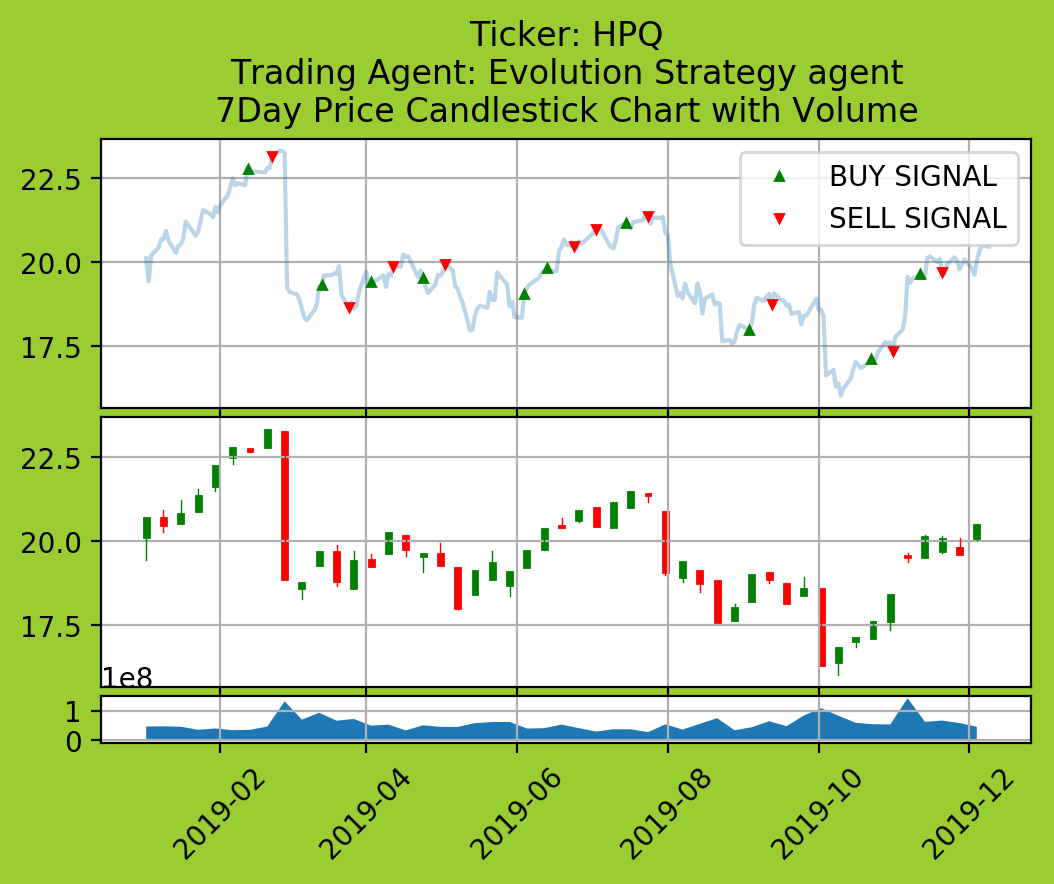 Ticker: HPQ
Trading Agent: Evolution Strategy agent
7Day Price Candlestick Chart with Volume
22.5
20.0
17.5
BUY SIGNAL
SELL SIGNAL
22.5
20.0
17.5
1e8
1
0
2019-02
2019-04
2019-06
2019-08
2019-10
2019-12